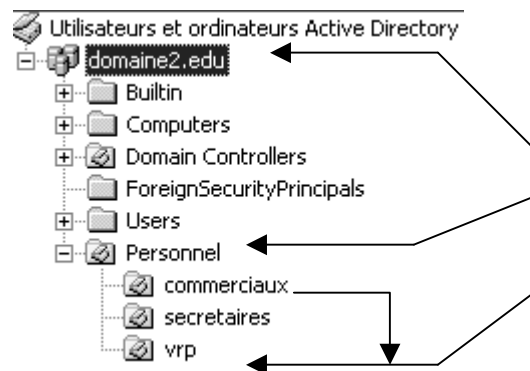 Utilisateurs et ordinateurs Active Directory
domaine2.edu
Builtin
Computers
Domain Controllers
ForeignSecurityPrincipals
Users
Personnel
commerciaux
secretaires
vrp